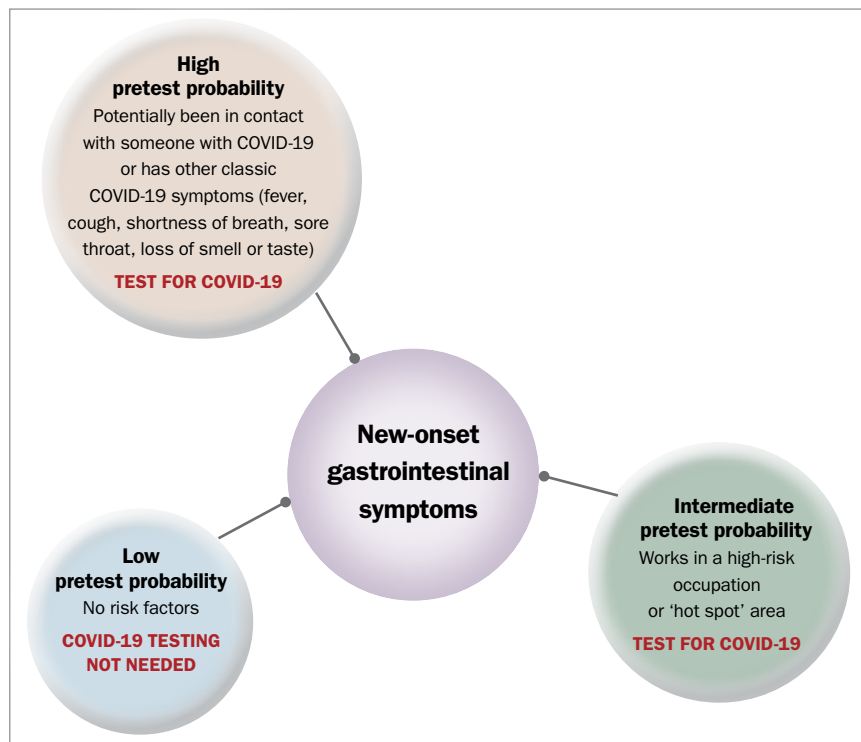 High
pretest probability
Potentially been in contact
with someone with COVID-19
or has other classic
COVID-19 symptoms (fever,
cough, shortness of breath, sore
throat, loss of smell or taste)
TEST FOR COVID-19
New-onset
gastrointestinal
symptoms
Low
pretest probability
No risk factors
COVID-19 TESTING
NOT NEEDED
Intermediate
pretest probability
Works in a high-risk
occupation
or ‘hot spot’ area
TEST FOR COVID-19